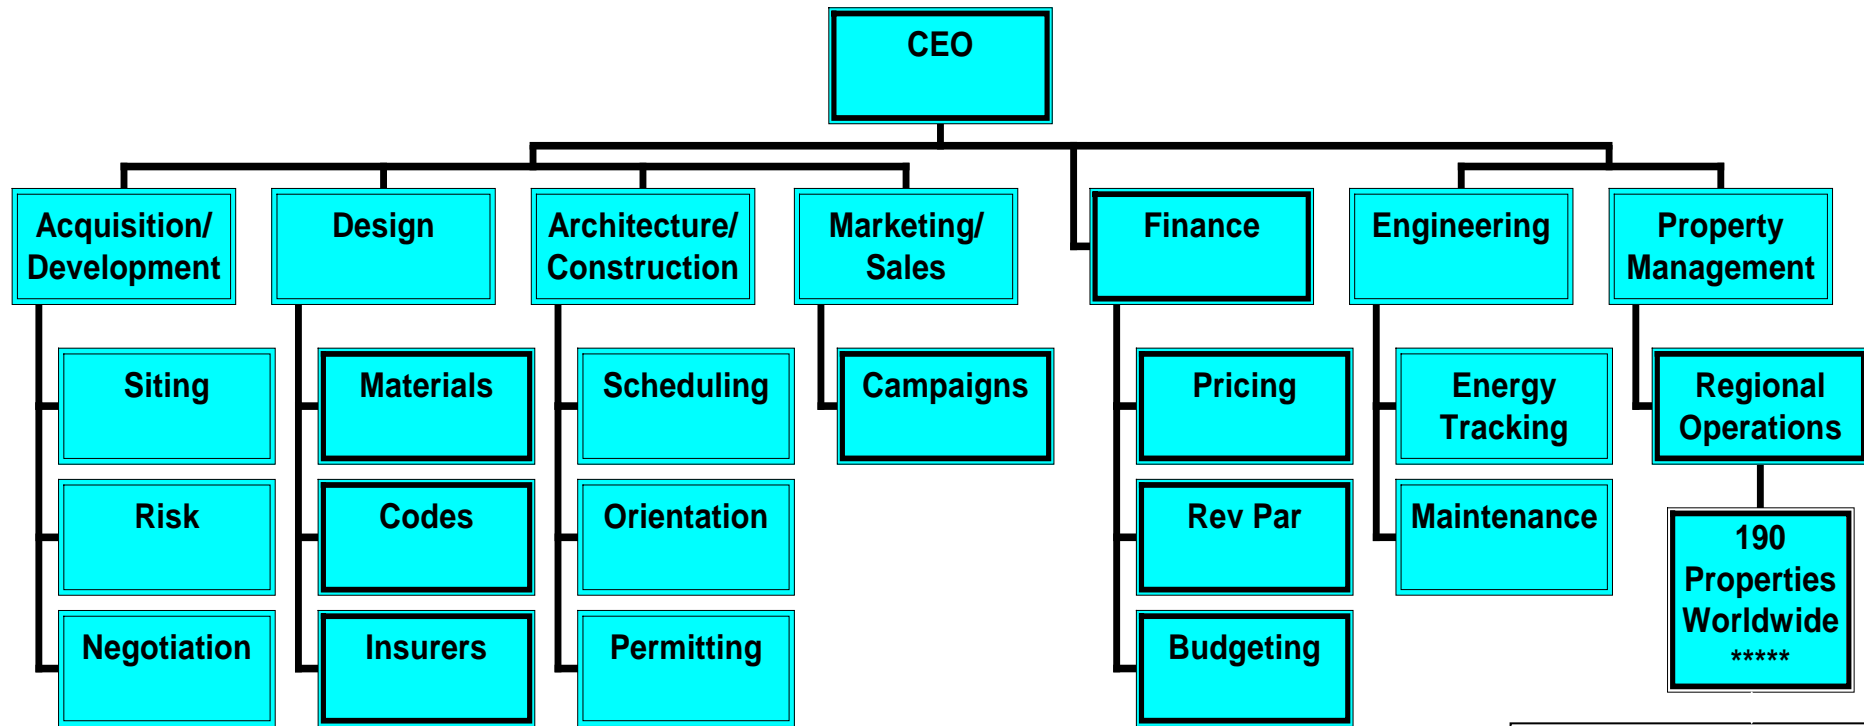 CEO
Acquisition/
Development
Design
Architecture/
Construction
Marketing/
Sales
Finance
Engineering
Property
Management
Siting
Materials
Scheduling
Campaigns
Pricing
Energy
Tracking
Regional
Operations
Risk
Codes
Orientation
Rev Par
Maintenance
190
Properties
Worldwide
*****
Negotiation
Insurers
Permitting
Budgeting